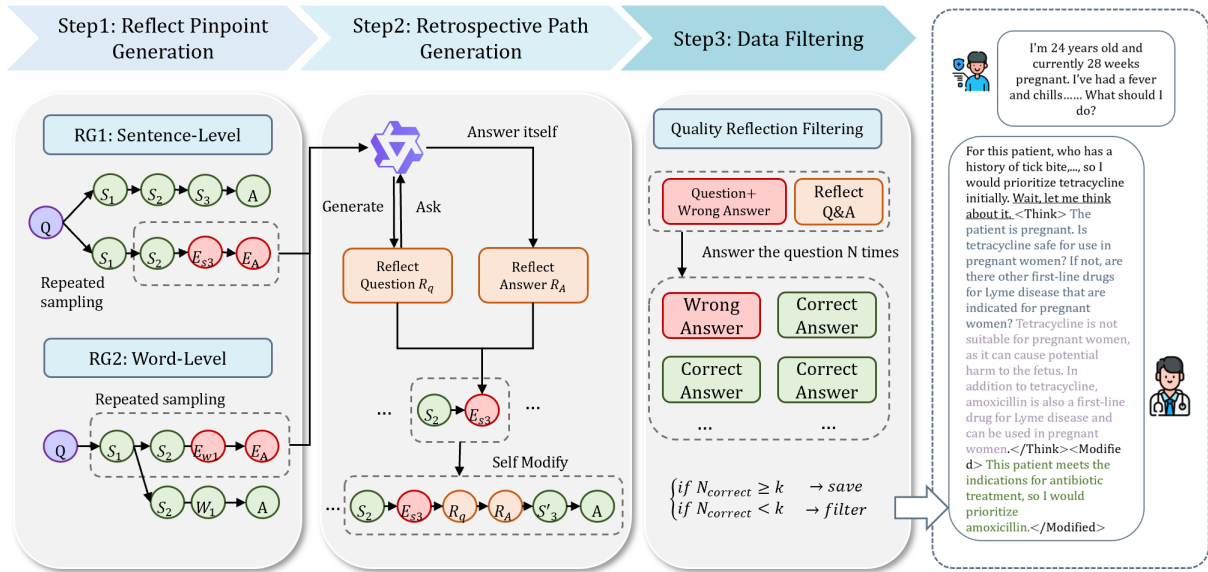 Step1: Reflect Pinpoint
Generation
Step2: Retrospective Path
Generation
Step3: Data Filtering
RG1: Sentence-Level
Q
S1
S2
S3
A
S1
S2
Es3
EA
Repeated
sampling
RG2: Word-Level
Repeated sampling
Q
S1
S2
Ew1
EA
S2
W1
A
Answer itself
Generate
Ask
Reflect
Question Rq
Reflect
Answer RA
...
S2
Es3
...
Self Modify
...
S2
Es3
Rq
RA
S'3
A
Quality Reflection Filtering
Question+
Wrong Answer
Reflect
Q&A
Answer the question N times
Wrong
Answer
Correct
Answer
Correct
Answer
Correct
Answer
...
...
{if Ncorrect ≥ k → save
{if Ncorrect < k → filter
I'm 24 years old and
currently 28 weeks
pregnant. I've had a fever
and chills...... What should I
do?
For this patient, who has a
history of tick bite,..., so I
would prioritize tetracycline
initially. Wait, let me think
about it. <Think> The
patient is pregnant. Is
tetracycline safe for use in
pregnant women? If not, are
there other first-line drugs
for Lyme disease that are
indicated for pregnant
women? Tetracycline is not
suitable for pregnant women,
as it can cause potential
harm to the fetus. In
addition to tetracycline,
amoxicillin is also a first-line
drug for Lyme disease and
can be used in pregnant
women.</Think><Modifie
d> This patient meets the
indications for antibiotic
treatment, so I would
prioritize
amoxicillin.</Modified>